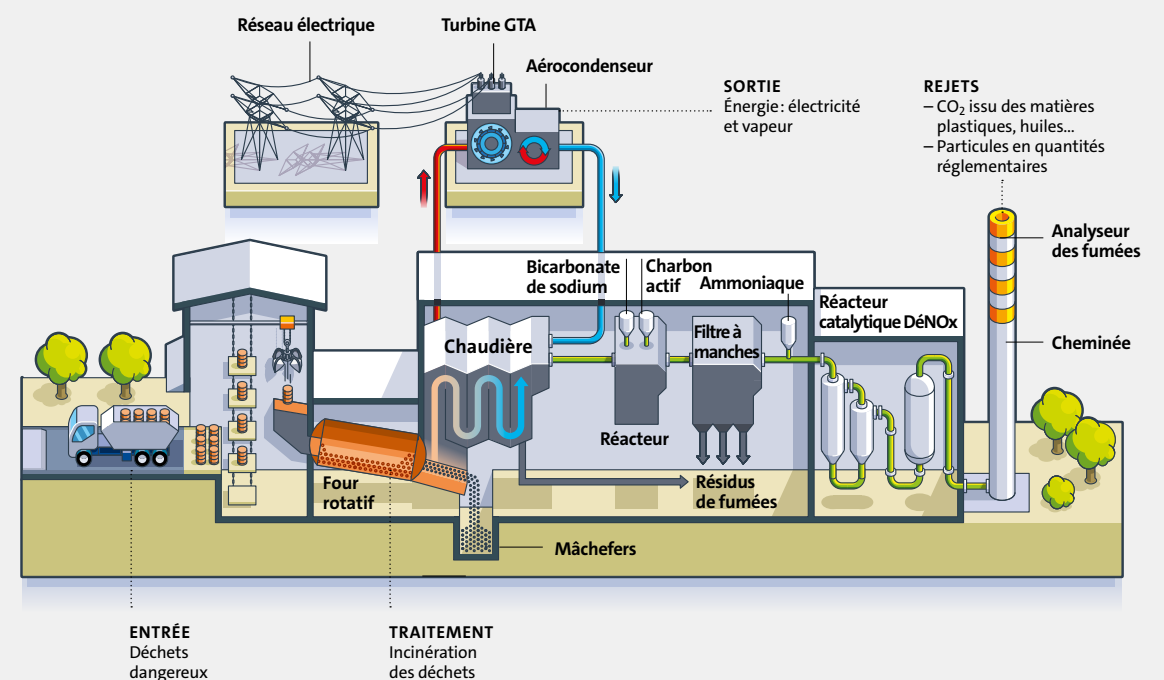 Réseau électrique
Turbine GTA
Aérocondenseur
SORTIE
Énergie: électricité
et vapeur
REJETS
– CO₂ issu des matières
plastiques, huiles…
– Particules en quantités
réglementaires
Analyseur
des fumées
Bicarbonate
de sodium
Charbon
actif
Ammoniaque
Réacteur
catalytique DéNOx
Chaudière
Filtre à
manches
Cheminée
Réacteur
Four
rotatif
Résidus
de fumées
Mâchefers
ENTRÉE
Déchets
dangereux
TRAITEMENT
Incinération
des déchets